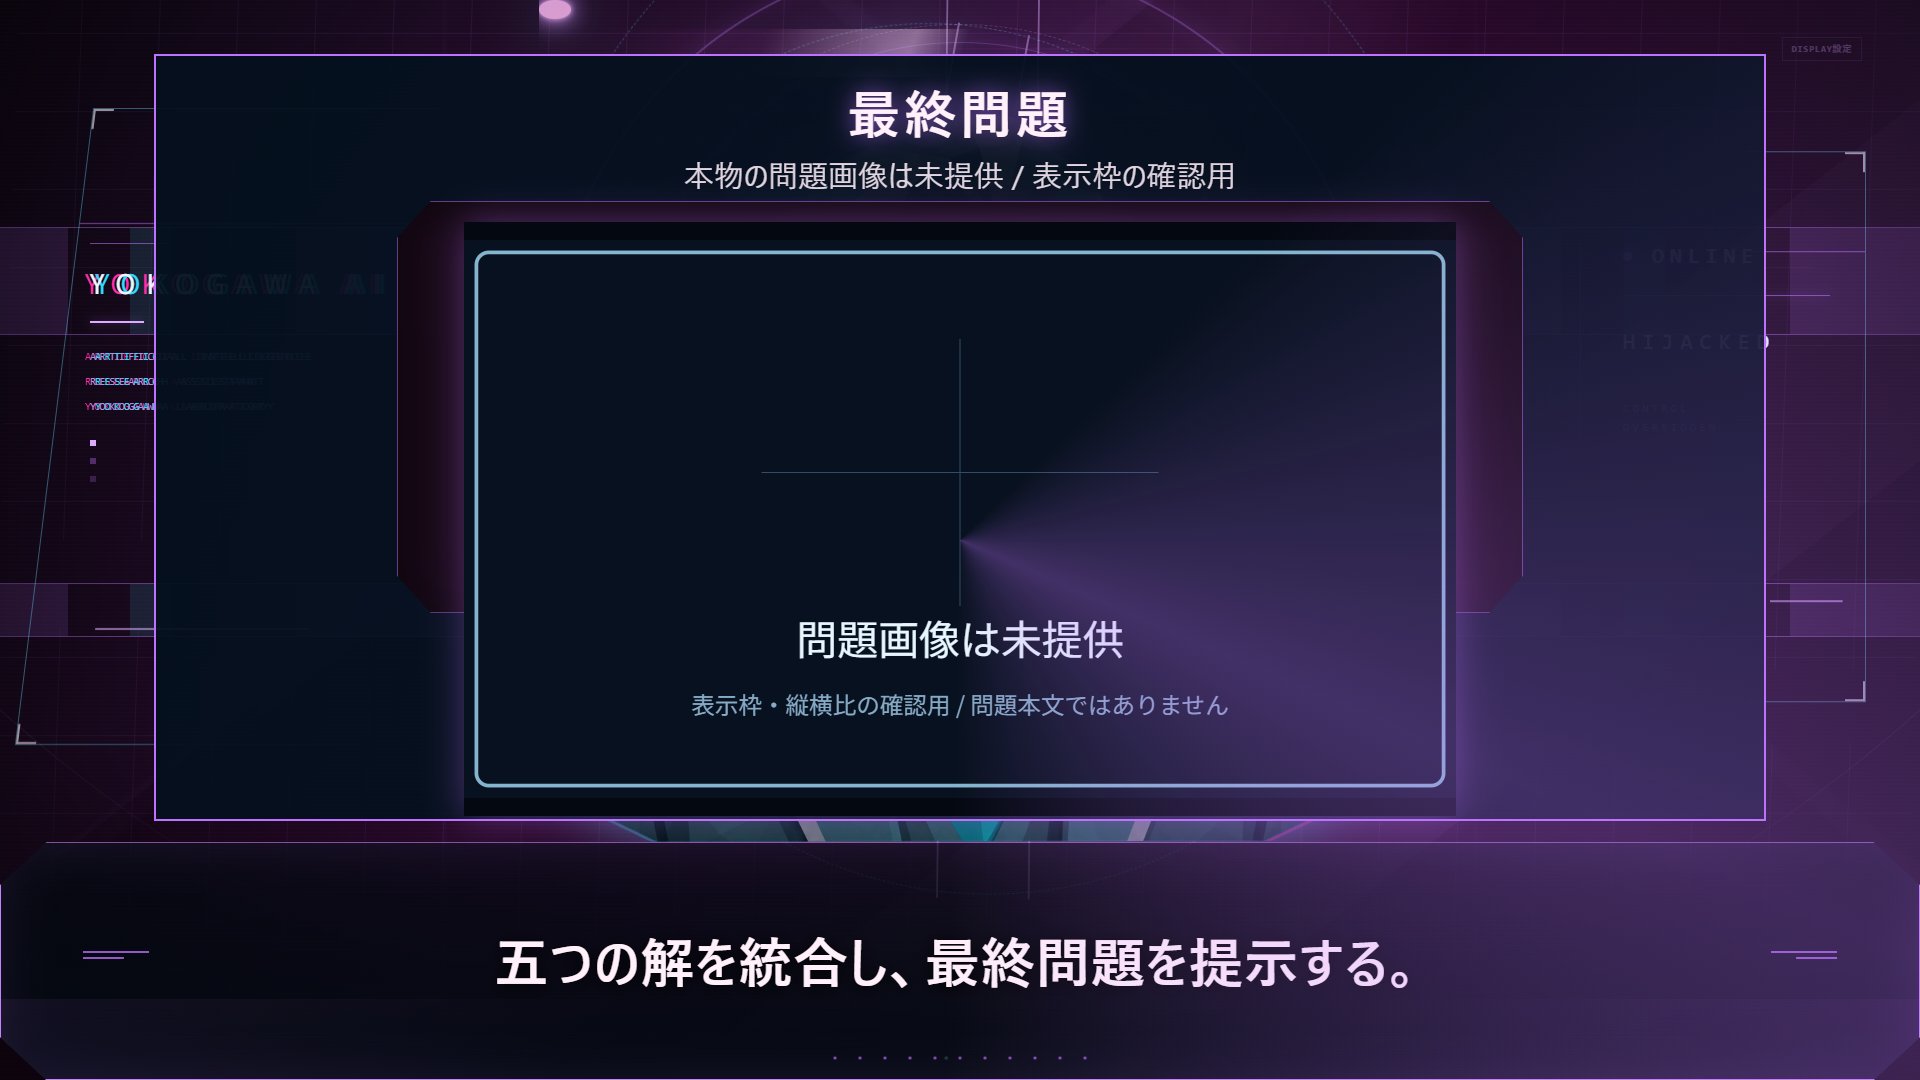 DISPLAY設定
最終問題
本物の問題画像は未提供 / 表示枠の確認用
YOKOGAWA AI
ONLINE
HIJACKED
CONTROL
OVERRIDDEN
問題画像は未提供
表示枠・縦横比の確認用 / 問題本文ではありません
五つの解を統合し、最終問題を提示する。